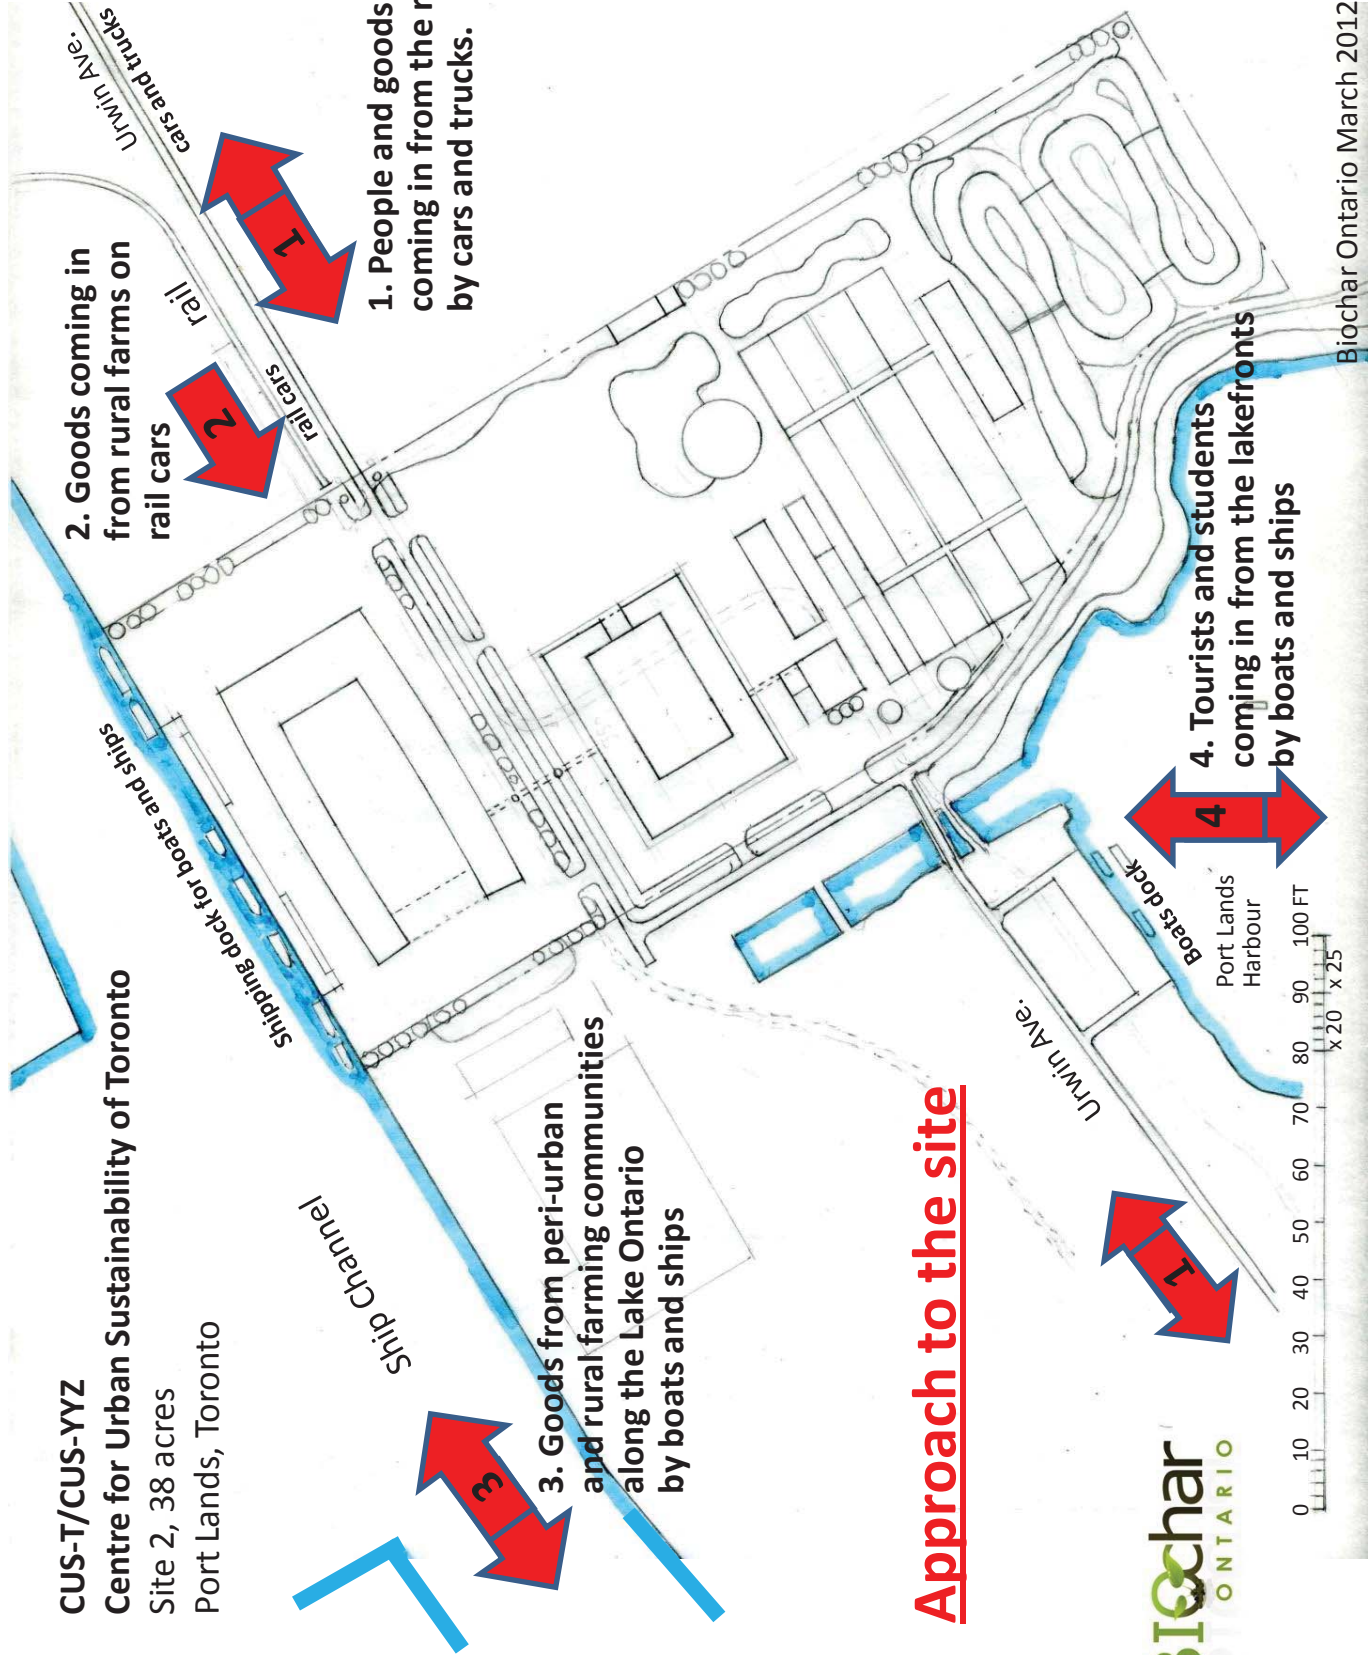 CUS-T/CUS-YYZ
Centre for Urban Sustainability of Toronto
Site 2, 38 acres
Port Lands, Toronto
Ship Channel
Shipping dock for boats and ships
2. Goods coming in
from rural farms on
rail cars
rail
rail cars
Urwin Ave.
cars and trucks
1
2
1. People and goods
coming in from the
by cars and trucks.
3
3. Goods from peri-urban
and rural farming communities
along the Lake Ontario
by boats and ships
Approach to the site
Urwin Ave.
1
Boats dock
Port Lands
Harbour
4
4. Tourists and students
coming in from the lakefronts
by boats and ships
BIOchar
ONTARIO
0 10 20 30 40 50 60 70 80 90 100 FT
x 20 x 25
Biochar Ontario March 2012